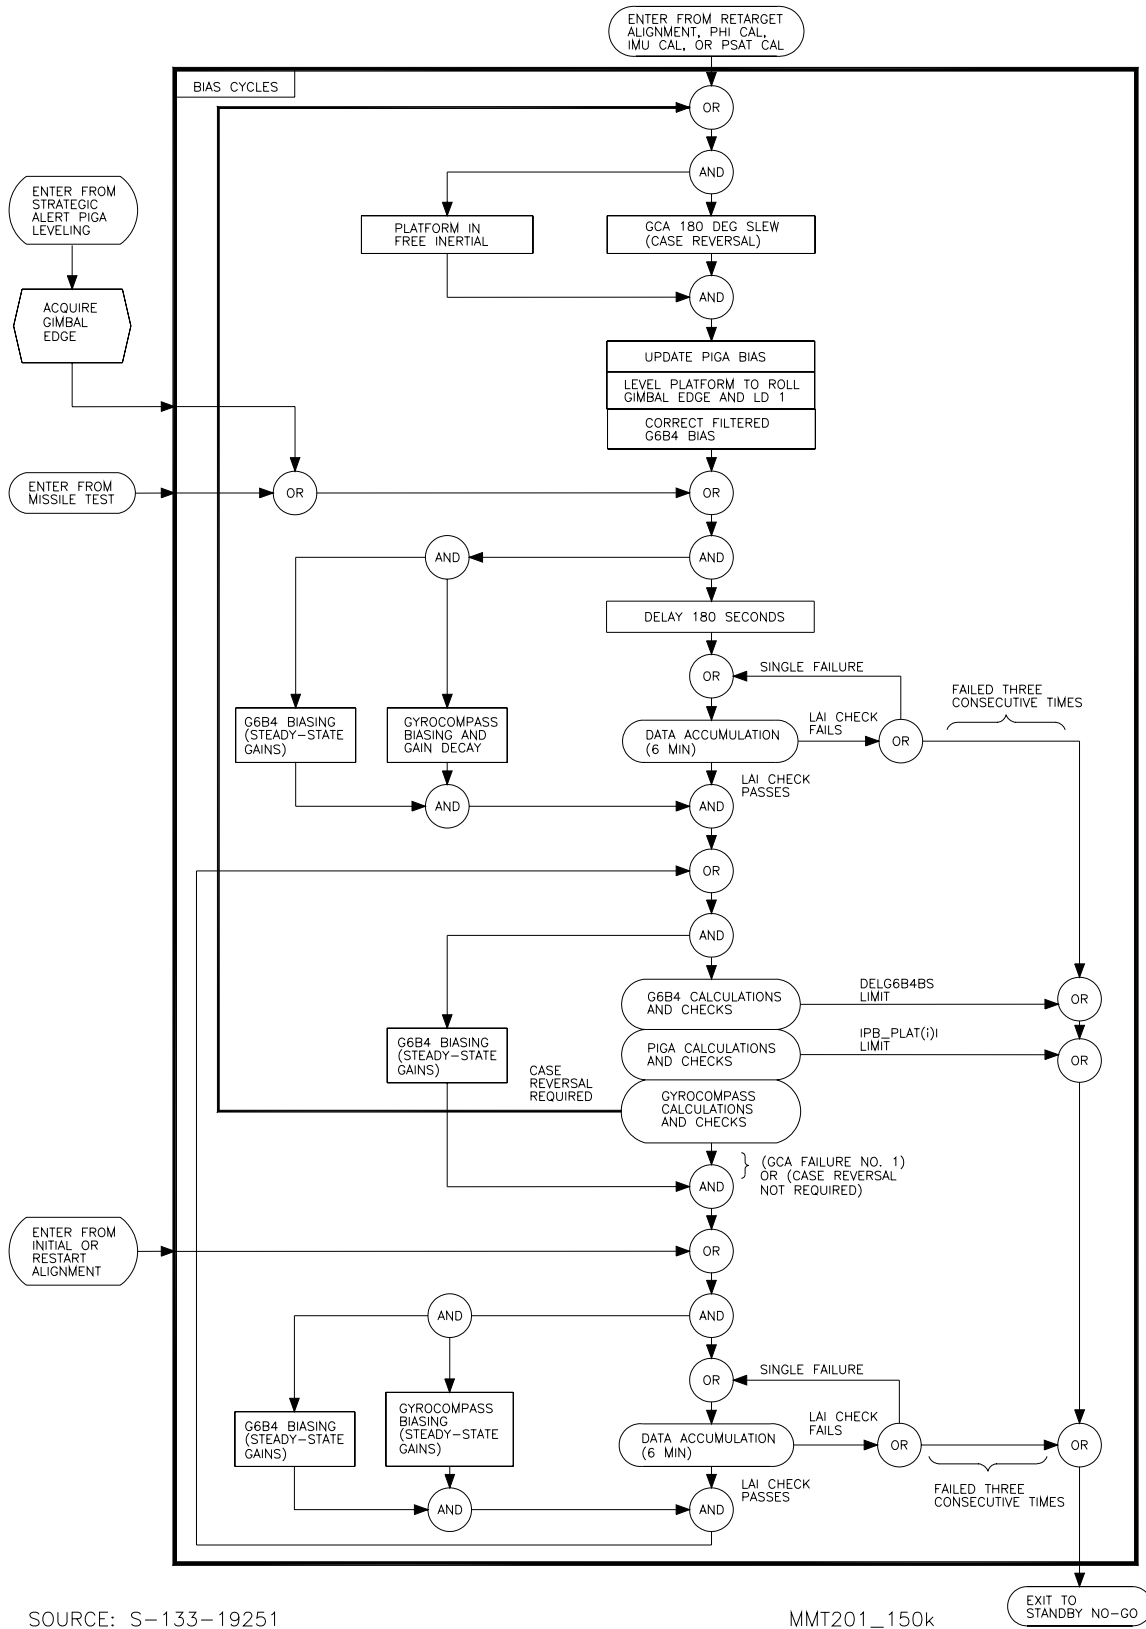 ENTER FROM RETARGET
ALIGNMENT, PHI CAL,
IMU CAL, OR PSAT CAL
BIAS CYCLES
OR
AND
ENTER FROM
STRATEGIC
ALERT PIGA
LEVELING
PLATFORM IN
FREE INERTIAL
GCA 180 DEG SLEW
(CASE REVERSAL)
AND
ACQUIRE
GIMBAL
EDGE
UPDATE PIGA BIAS
LEVEL PLATFORM TO ROLL
GIMBAL EDGE AND LD 1
CORRECT FILTERED
G6B4 BIAS
ENTER FROM
MISSILE TEST
OR
OR
AND
AND
DELAY 180 SECONDS
OR
SINGLE FAILURE
FAILED THREE
CONSECUTIVE TIMES
G6B4 BIASING
(STEADY-STATE
GAINS)
GYROCOMPASS
BIASING AND
GAIN DECAY
DATA ACCUMULATION
(6 MIN)
LAI CHECK
FAILS
OR
LAI CHECK
PASSES
AND
AND
OR
AND
G6B4 CALCULATIONS
AND CHECKS
DELG6B4BS
LIMIT
OR
G6B4 BIASING
(STEADY-STATE
GAINS)
PIGA CALCULATIONS
AND CHECKS
IPB_PLAT(i)I
LIMIT
OR
CASE
REVERSAL
REQUIRED
GYROCOMPASS
CALCULATIONS
AND CHECKS
(GCA FAILURE NO. 1)
OR (CASE REVERSAL
NOT REQUIRED)
AND
ENTER FROM
INITIAL OR
RESTART
ALIGNMENT
OR
AND
AND
OR
SINGLE FAILURE
G6B4 BIASING
(STEADY-STATE
GAINS)
GYROCOMPASS
BIASING
(STEADY-STATE
GAINS)
DATA ACCUMULATION
(6 MIN)
LAI CHECK
FAILS
OR
OR
LAI CHECK
PASSES
FAILED THREE
CONSECUTIVE TIMES
AND
AND
EXIT TO
STANDBY NO-GO
SOURCE: S-133-19251
MMT201_150k